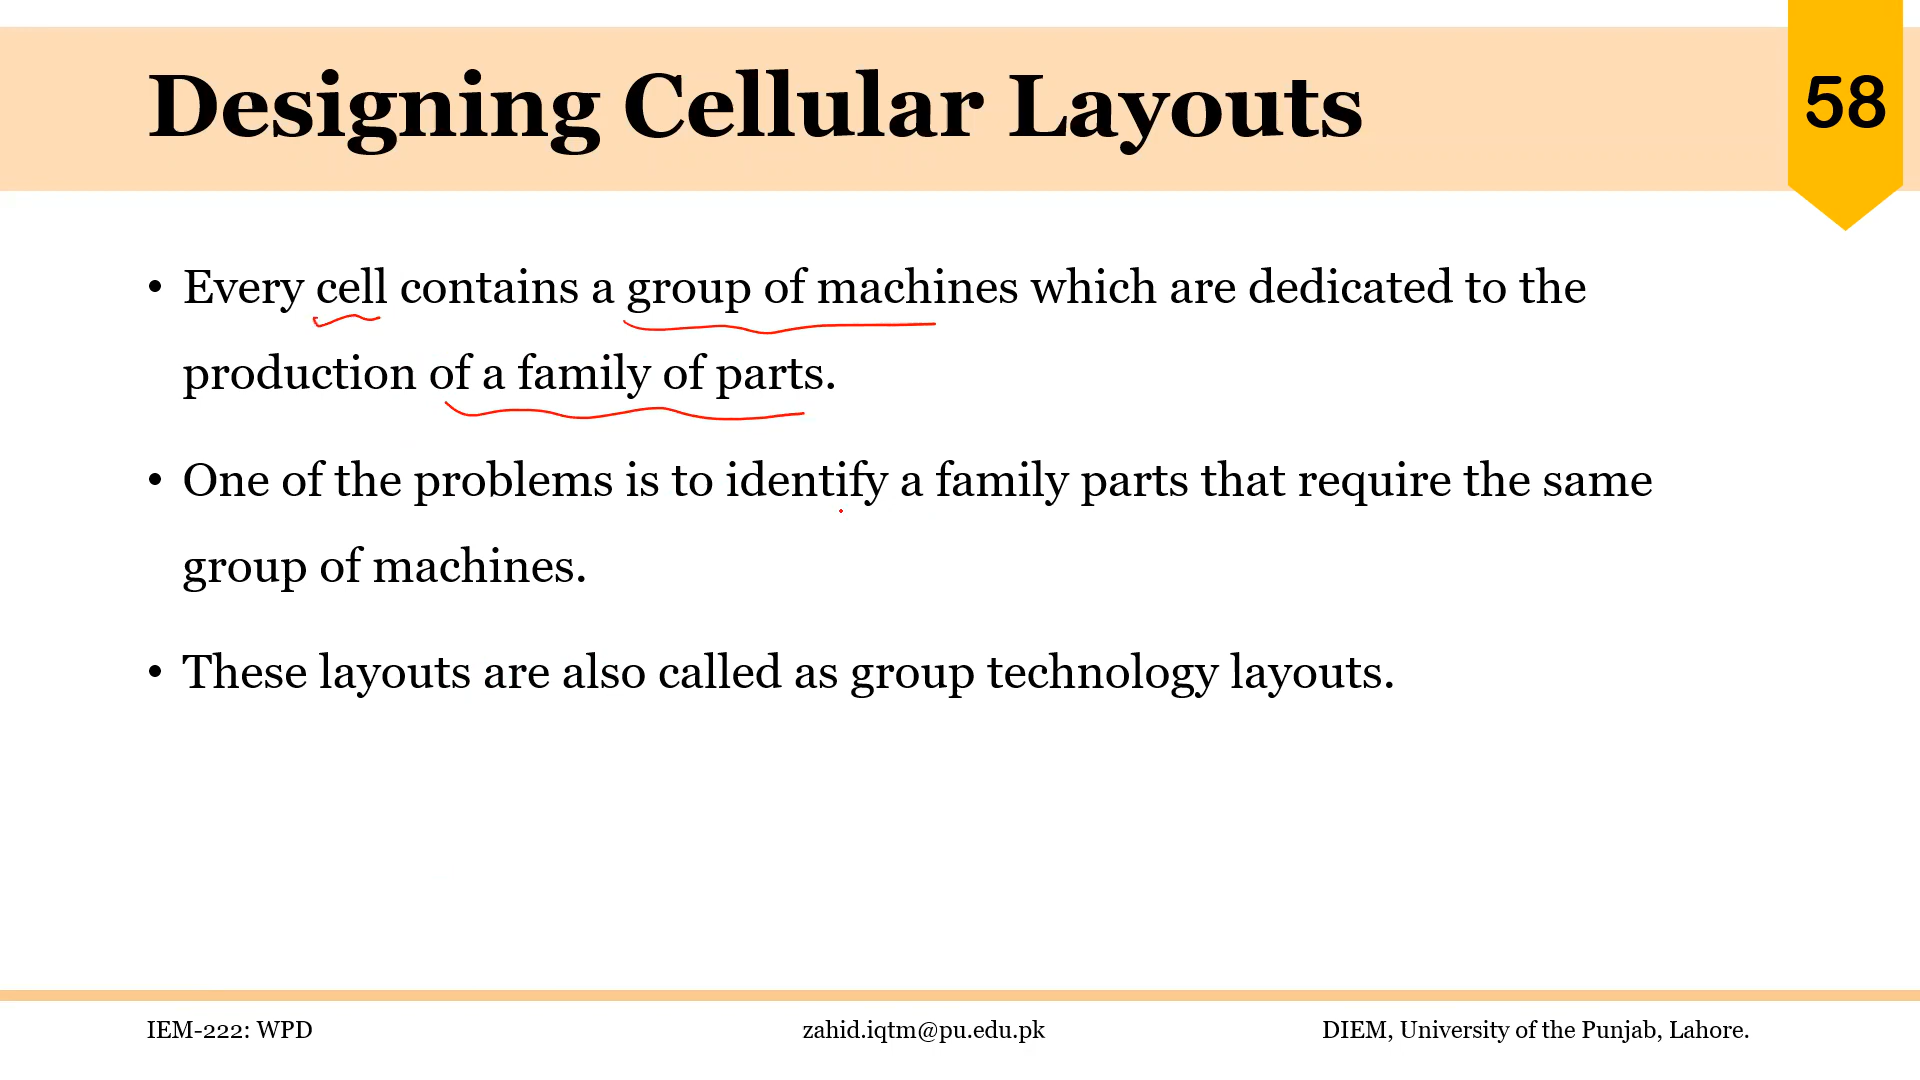 Designing Cellular Layouts
58
• Every cell contains a group of machines which are dedicated to the
production of a family of parts.
• One of the problems is to identify a family parts that require the same
group of machines.
• These layouts are also called as group technology layouts.
IEM-222: WPD
zahid.iqtm@pu.edu.pk
DIEM, University of the Punjab, Lahore.